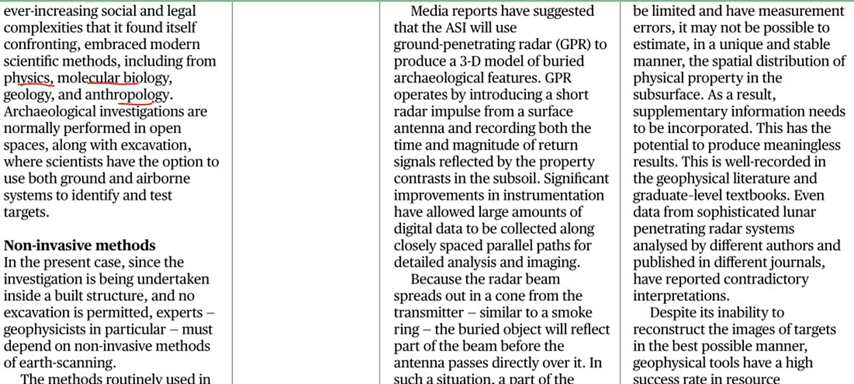 ever-increasing social and legal
complexities that it found itself
confronting, embraced modern
scientific methods, including from
physics, molecular biology,
geology, and anthropology.
Archaeological investigations are
normally performed in open
spaces, along with excavation,
where scientists have the option to
use both ground and airborne
systems to identify and test
targets.
Non-invasive methods
In the present case, since the
investigation is being undertaken
inside a built structure, and no
excavation is permitted, experts —
geophysicists in particular — must
depend on non-invasive methods
of earth-scanning.
The methods routinely used in
Media reports have suggested
that the ASI will use
ground-penetrating radar (GPR) to
produce a 3-D model of buried
archaeological features. GPR
operates by introducing a short
radar impulse from a surface
antenna and recording both the
time and magnitude of return
signals reflected by the property
contrasts in the subsoil. Significant
improvements in instrumentation
have allowed large amounts of
digital data to be collected along
closely spaced parallel paths for
detailed analysis and imaging.
Because the radar beam
spreads out in a cone from the
transmitter — similar to a smoke
ring — the buried object will reflect
part of the beam before the
antenna passes directly over it. In
such a situation, a part of the
be limited and have measurement
errors, it may not be possible to
estimate, in a unique and stable
manner, the spatial distribution of
physical property in the
subsurface. As a result,
supplementary information needs
to be incorporated. This has the
potential to produce meaningless
results. This is well-recorded in
the geophysical literature and
graduate-level textbooks. Even
data from sophisticated lunar
penetrating radar systems
analysed by different authors and
published in different journals,
have reported contradictory
interpretations.
Despite its inability to
reconstruct the images of targets
in the best possible manner,
geophysical tools have a high
success rate in resource